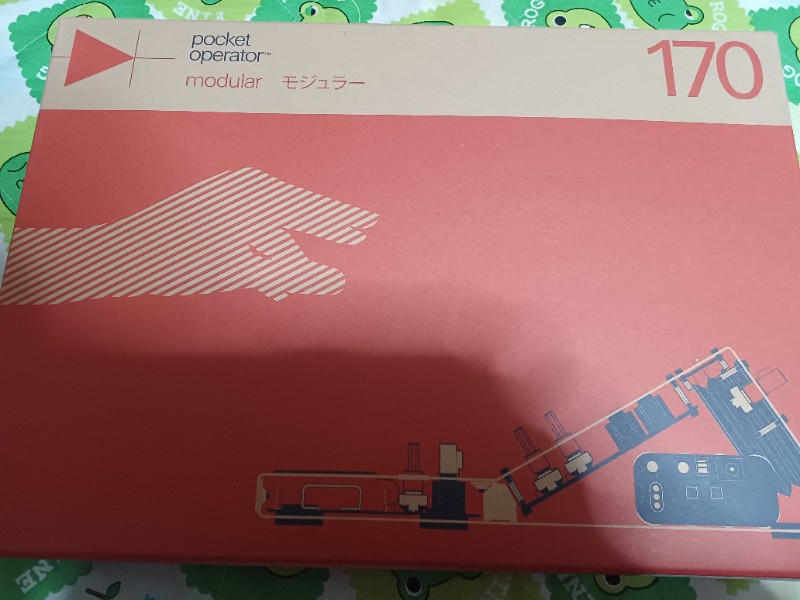 pocket
operator™
modular モジュラー
170